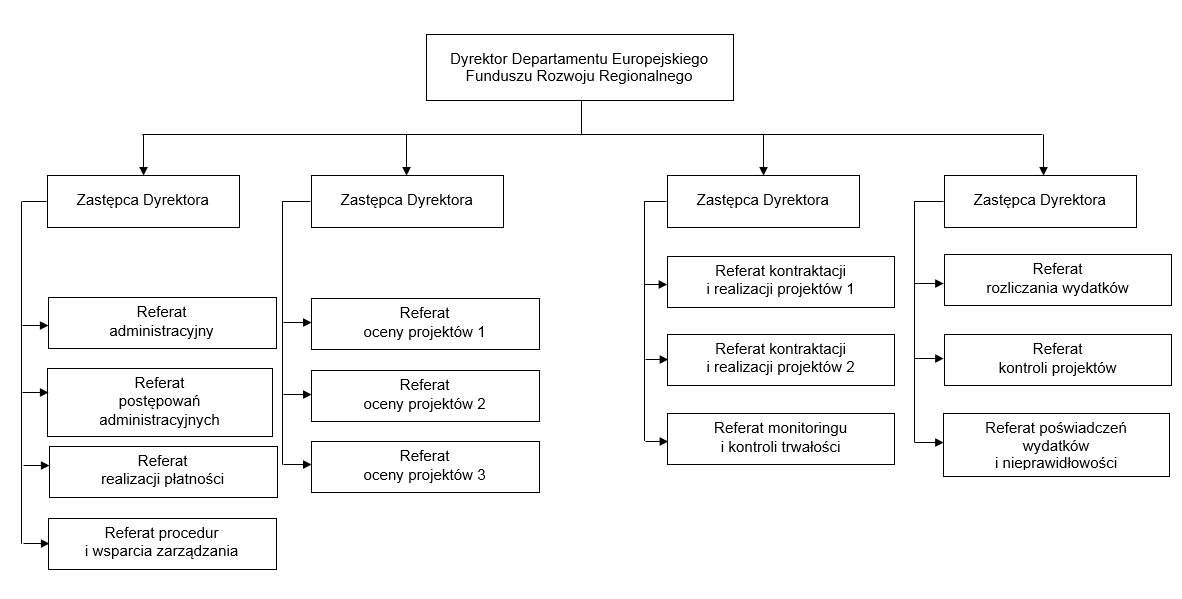 Dyrektor Departamentu Europejskiego
Funduszu Rozwoju Regionalnego
Zastępca Dyrektora
Zastępca Dyrektora
Zastępca Dyrektora
Zastępca Dyrektora
Referat
administracyjny
Referat
postępowań
administracyjnych
Referat
realizacji płatności
Referat procedur
i wsparcia zarządzania
Referat
oceny projektów 1
Referat
oceny projektów 2
Referat
oceny projektów 3
Referat kontraktacji
i realizacji projektów 1
Referat kontraktacji
i realizacji projektów 2
Referat monitoringu
i kontroli trwałości
Referat
rozliczania wydatków
Referat
kontroli projektów
Referat poświadczeń
wydatków
i nieprawidłowości